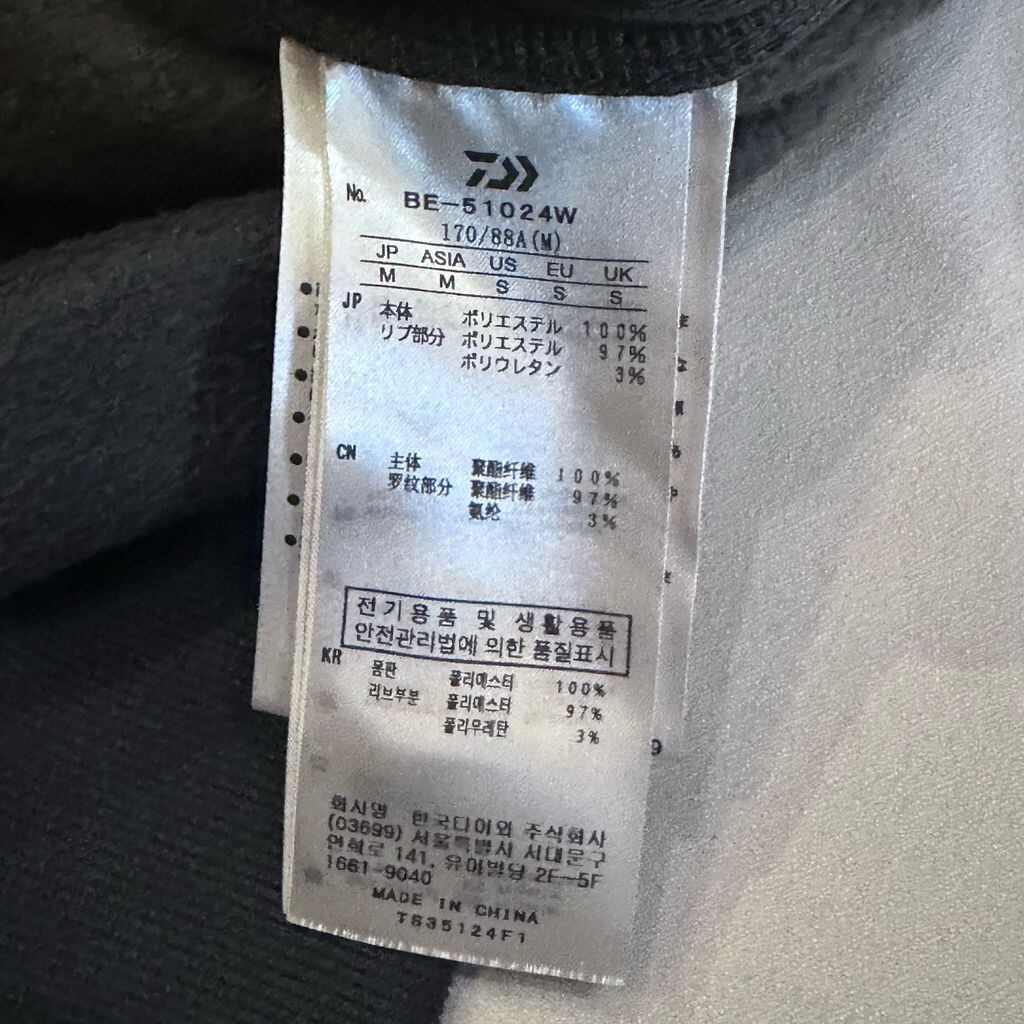 No. BE-51024W
170/88A(M)
JP ASIA US EU UK
M M S S S
JP 本体 ポリエステル 100%
リブ部分 ポリエステル 97%
ポリウレタン 3%
CN 主体 聚酯纤维 100%
罗纹部分 聚酯纤维 97%
氨纶 3%
전기용품 및 생활용품
안전관리법에 의한 품질표시
KR 몸판 폴리에스타 100%
리브부분 폴리에스타 97%
폴리우레탄 3%
회사명 한국다이와 주식회사
(03699) 서울특별시 서대문구
연희로 141, 유아빌딩 2F-5F
1661-9040
MADE IN CHINA
TS35124F1
9